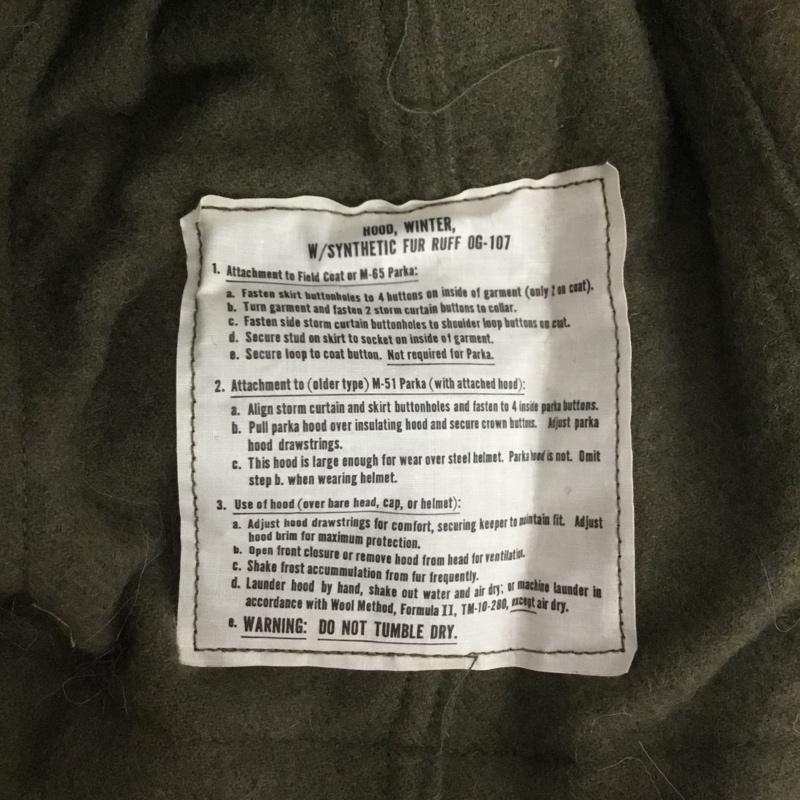 HOOD, WINTER,
W/SYNTHETIC FUR RUFF OG-107
1. Attachment to Field Coat or M-65 Parka:
a. Fasten skirt buttonholes to 4 buttons on inside of garment (only 2 on coat).
b. Turn garment and fasten 2 storm curtain buttons to collar.
c. Fasten side storm curtain buttonholes to shoulder loop buttons on coat.
d. Secure stud on skirt to socket on inside of garment.
e. Secure loop to coat button. Not required for Parka.
2. Attachment to (older type) M-51 Parka (with attached hood):
a. Align storm curtain and skirt buttonholes and fasten to 4 inside parka buttons.
b. Pull parka hood over insulating hood and secure crown buttons. Adjust parka
hood drawstrings.
c. This hood is large enough for wear over steel helmet. Parka hood is not. Omit
step b. when wearing helmet.
3. Use of hood (over bare head, cap, or helmet):
a. Adjust hood drawstrings for comfort, securing keeper to maintain fit. Adjust
hood brim for maximum protection.
b. Open front closure or remove hood from head for ventilation.
c. Shake frost accummulation from fur frequently.
d. Launder hood by hand, shake out water and air dry; or machine launder in
accordance with Wool Method, Formula II, TM-10-280, except air dry.
e. WARNING: DO NOT TUMBLE DRY.